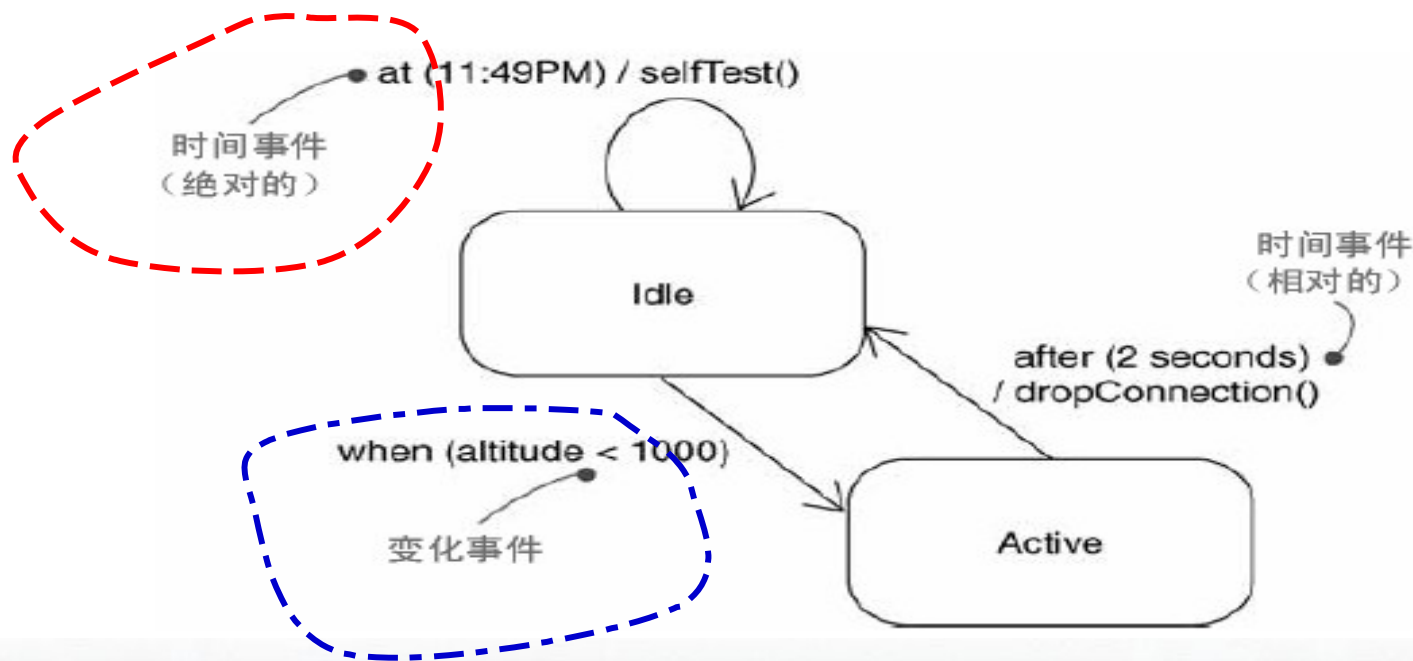 at (11:49PM) / selfTest()
时间事件
（绝对的）
Idle
时间事件
（相对的）
after (2 seconds)
/ dropConnection()
when (altitude < 1000)
变化事件
Active